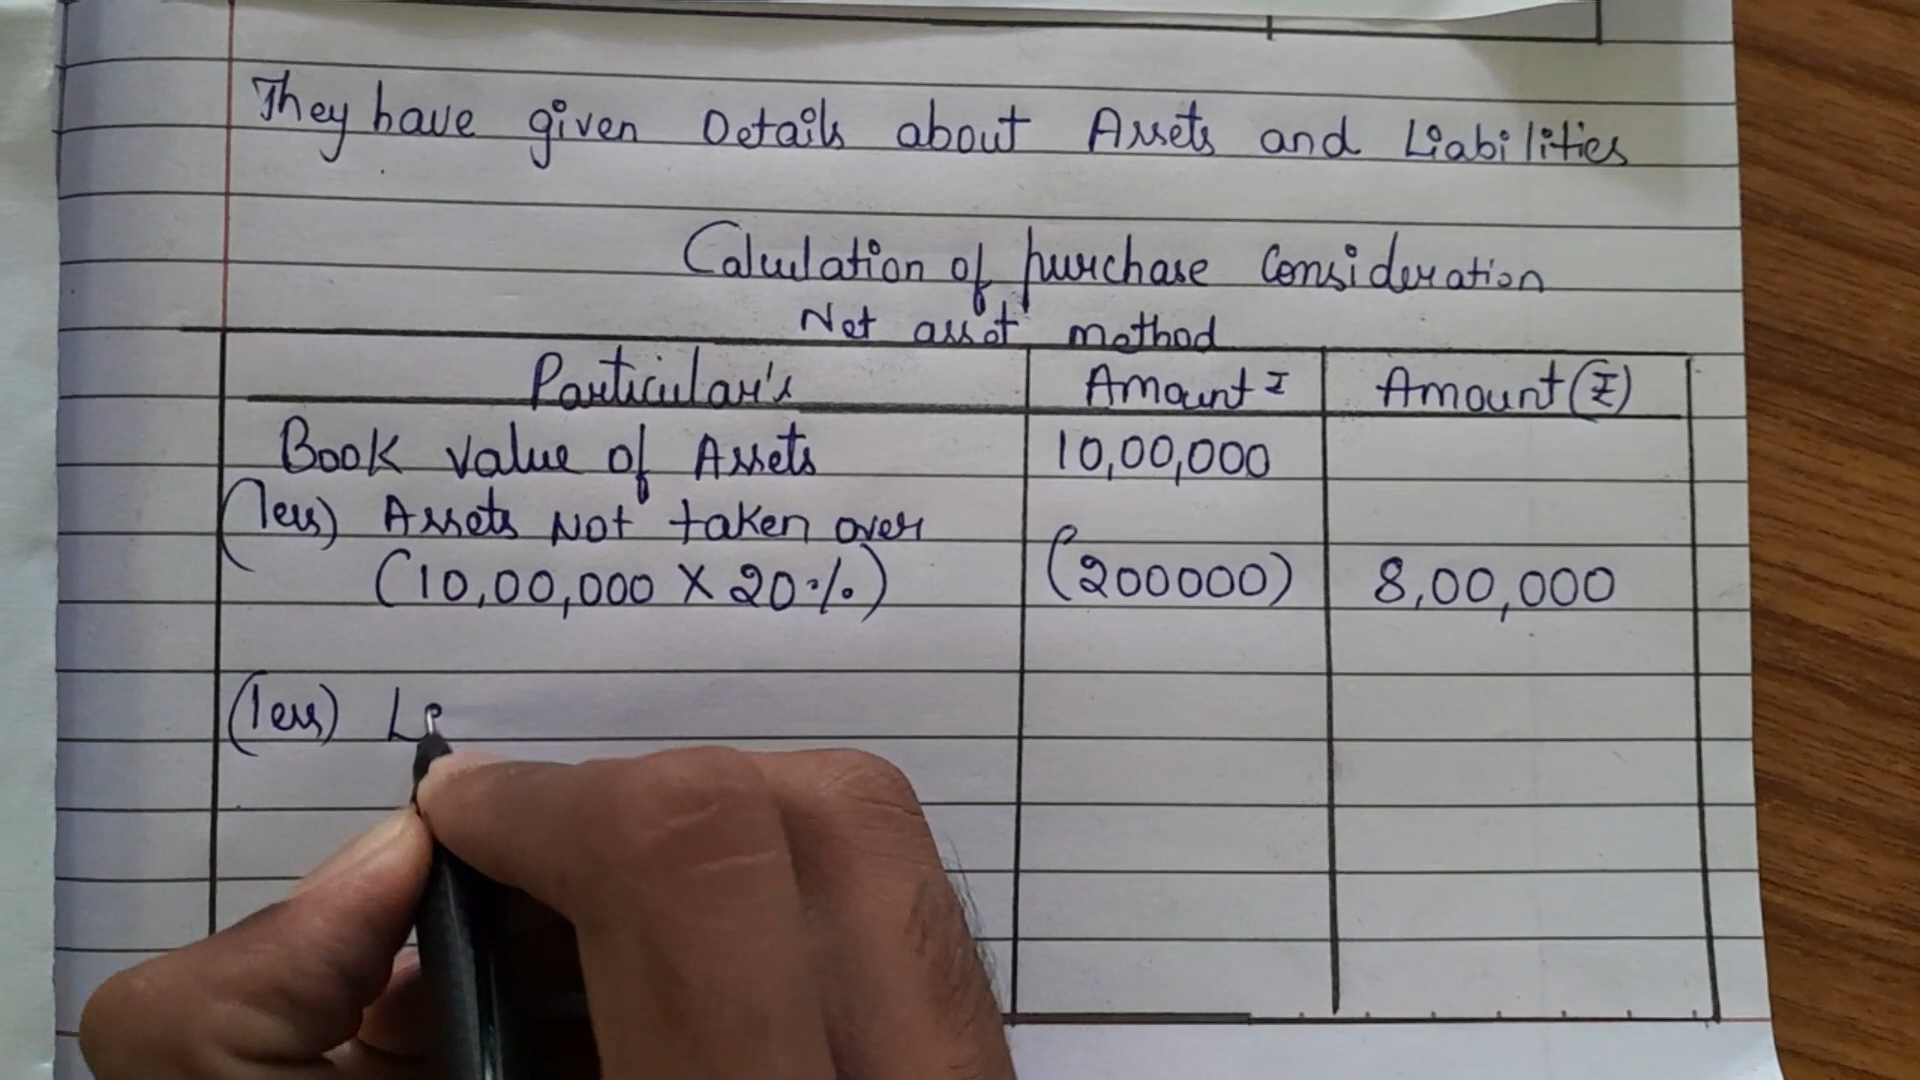 They have given Details about Assets and Liabilities
Calculation of purchase Consideration
Net asset method
Particular's Amount ₹ Amount (₹)
Book value of Assets 10,00,000
(less) Assets Not taken over
(10,00,000 X 20%) (200000) 8,00,000
(less) Li